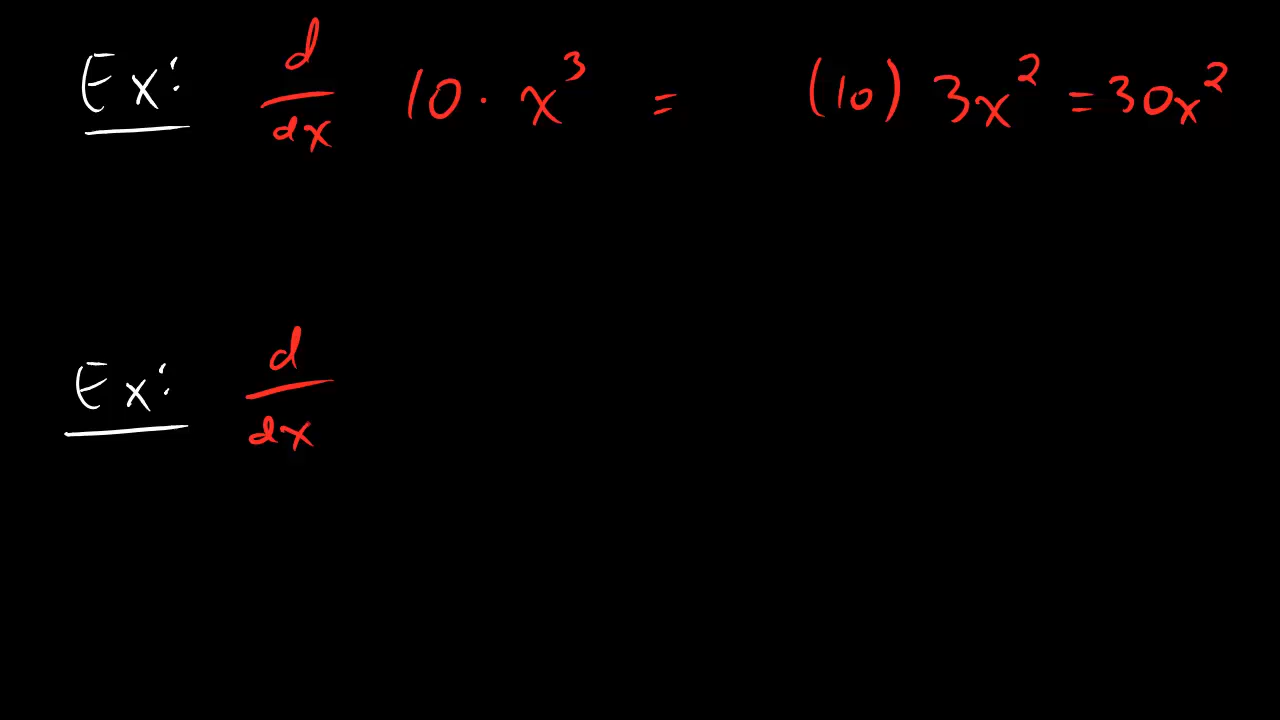 Ex: d/dx 10 · x³ = (10) 3x² = 30x²
Ex: d/dx